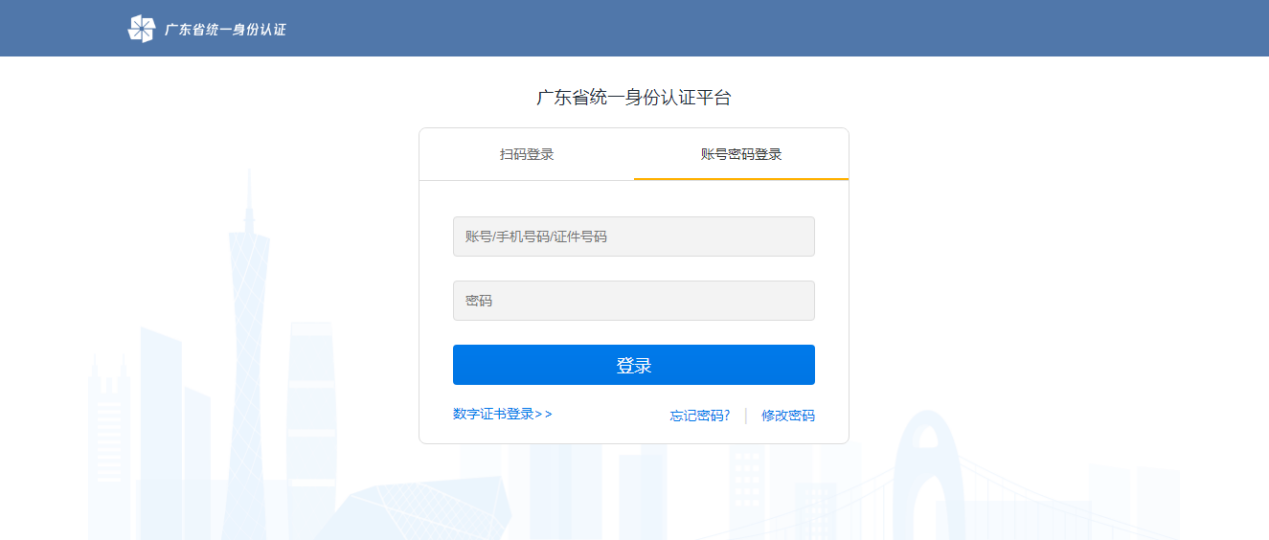 广东省统一身份认证
广东省统一身份认证平台
扫码登录 账号密码登录
账号/手机号码/证件号码
密码
登录
数字证书登录>> 忘记密码? 修改密码